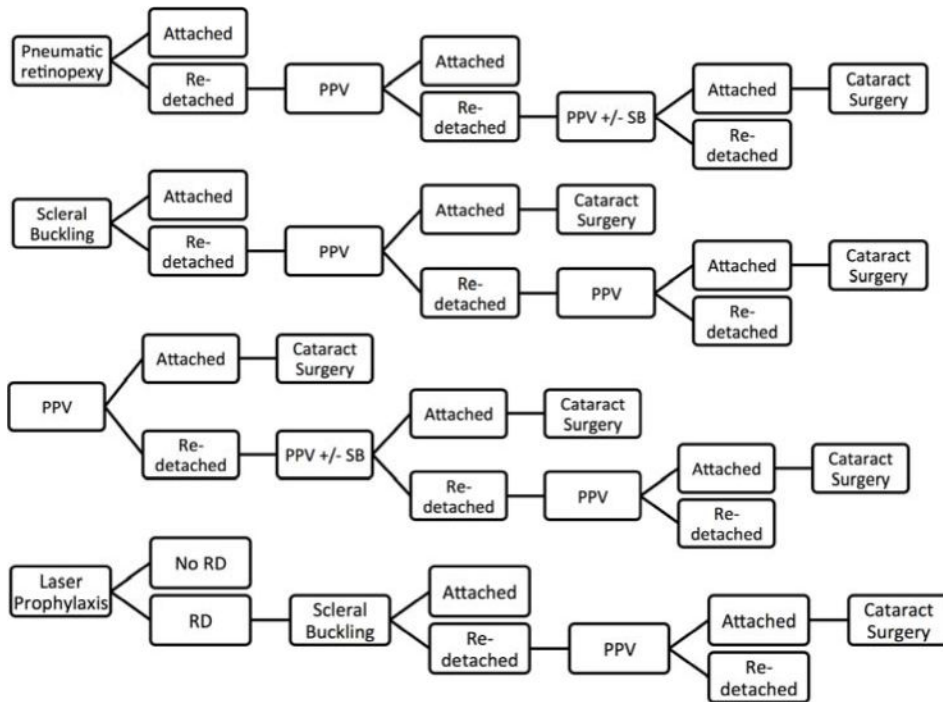 Attached
Pneumatic
retinopexy
Re-
detached
PPV
Attached
Re-
detached
PPV +/- SB
Attached
Cataract
Surgery
Re-
detached
Scleral
Buckling
Attached
Re-
detached
PPV
Attached
Cataract
Surgery
Re-
detached
PPV
Attached
Cataract
Surgery
Re-
detached
PPV
Attached
Cataract
Surgery
Re-
detached
PPV +/- SB
Attached
Cataract
Surgery
Re-
detached
PPV
Attached
Cataract
Surgery
Re-
detached
Laser
Prophylaxis
No RD
RD
Scleral
Buckling
Attached
Re-
detached
PPV
Attached
Cataract
Surgery
Re-
detached